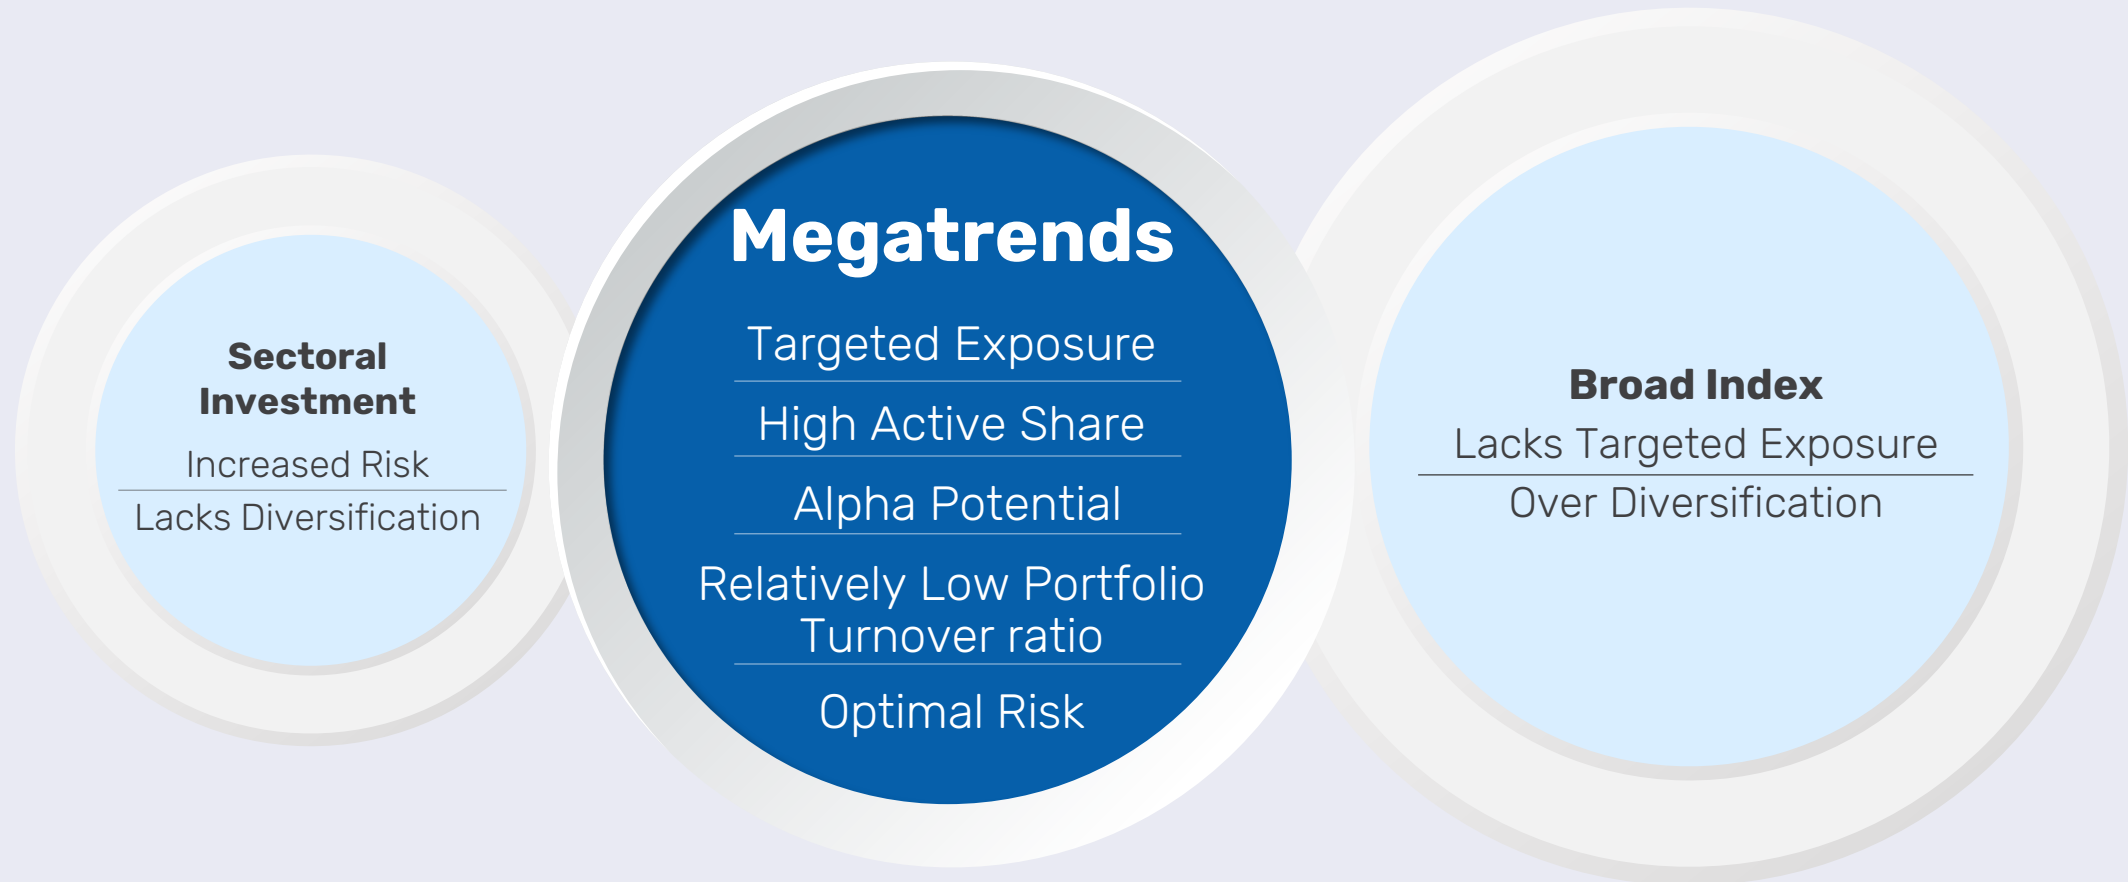 Sectoral
Investment
Increased Risk
Lacks Diversification
Megatrends
Targeted Exposure
High Active Share
Alpha Potential
Relatively Low Portfolio
Turnover ratio
Optimal Risk
Broad Index
Lacks Targeted Exposure
Over Diversification